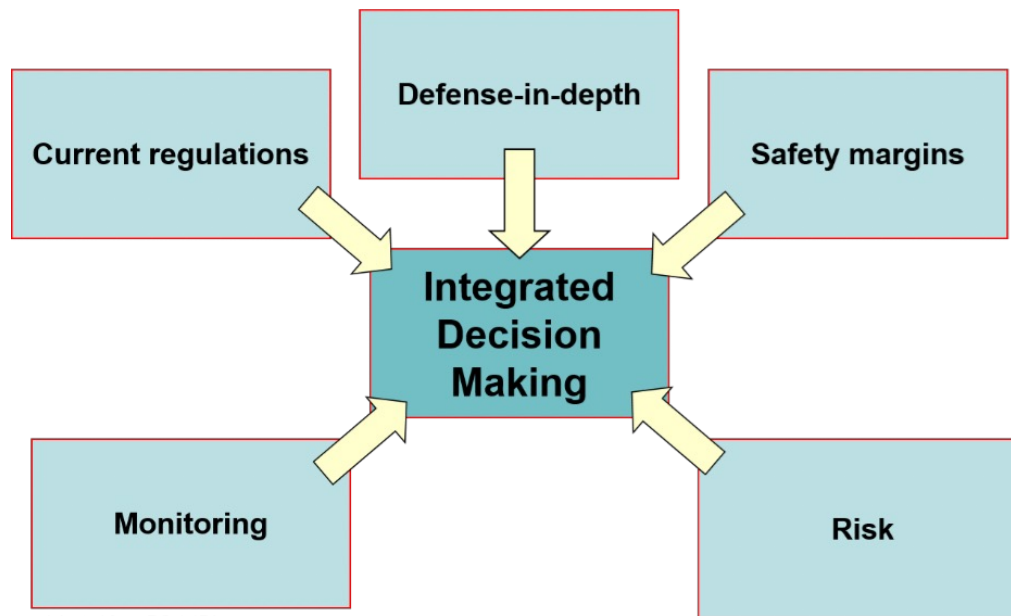 Defense-in-depth
Current regulations
Safety margins
Integrated
Decision
Making
Monitoring
Risk